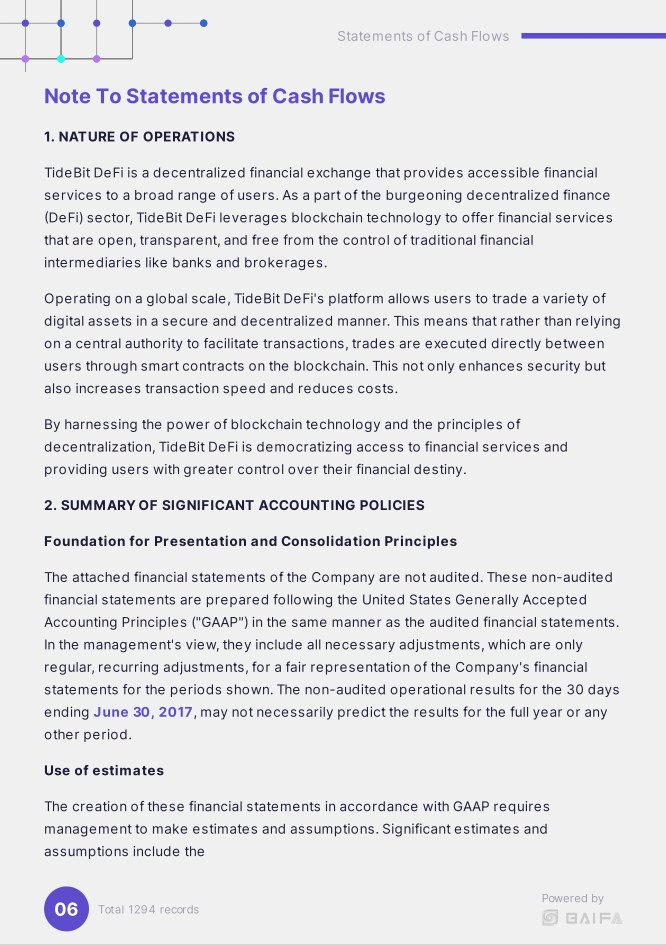 Statements of Cash Flows
Note To Statements of Cash Flows
1. NATURE OF OPERATIONS
TideBit DeFi is a decentralized financial exchange that provides accessible financial
services to a broad range of users. As a part of the burgeoning decentralized finance
(DeFi) sector, TideBit DeFi leverages blockchain technology to offer financial services
that are open, transparent, and free from the control of traditional financial
intermediaries like banks and brokerages.
Operating on a global scale, TideBit DeFi's platform allows users to trade a variety of
digital assets in a secure and decentralized manner. This means that rather than relying
on a central authority to facilitate transactions, trades are executed directly between
users through smart contracts on the blockchain. This not only enhances security but
also increases transaction speed and reduces costs.
By harnessing the power of blockchain technology and the principles of
decentralization, TideBit DeFi is democratizing access to financial services and
providing users with greater control over their financial destiny.
2. SUMMARY OF SIGNIFICANT ACCOUNTING POLICIES
Foundation for Presentation and Consolidation Principles
The attached financial statements of the Company are not audited. These non-audited
financial statements are prepared following the United States Generally Accepted
Accounting Principles ("GAAP") in the same manner as the audited financial statements.
In the management's view, they include all necessary adjustments, which are only
regular, recurring adjustments, for a fair representation of the Company's financial
statements for the periods shown. The non-audited operational results for the 30 days
ending June 30, 2017, may not necessarily predict the results for the full year or any
other period.
Use of estimates
The creation of these financial statements in accordance with GAAP requires
management to make estimates and assumptions. Significant estimates and
assumptions include the
06
Total 1294 records
Powered by
BAIFA